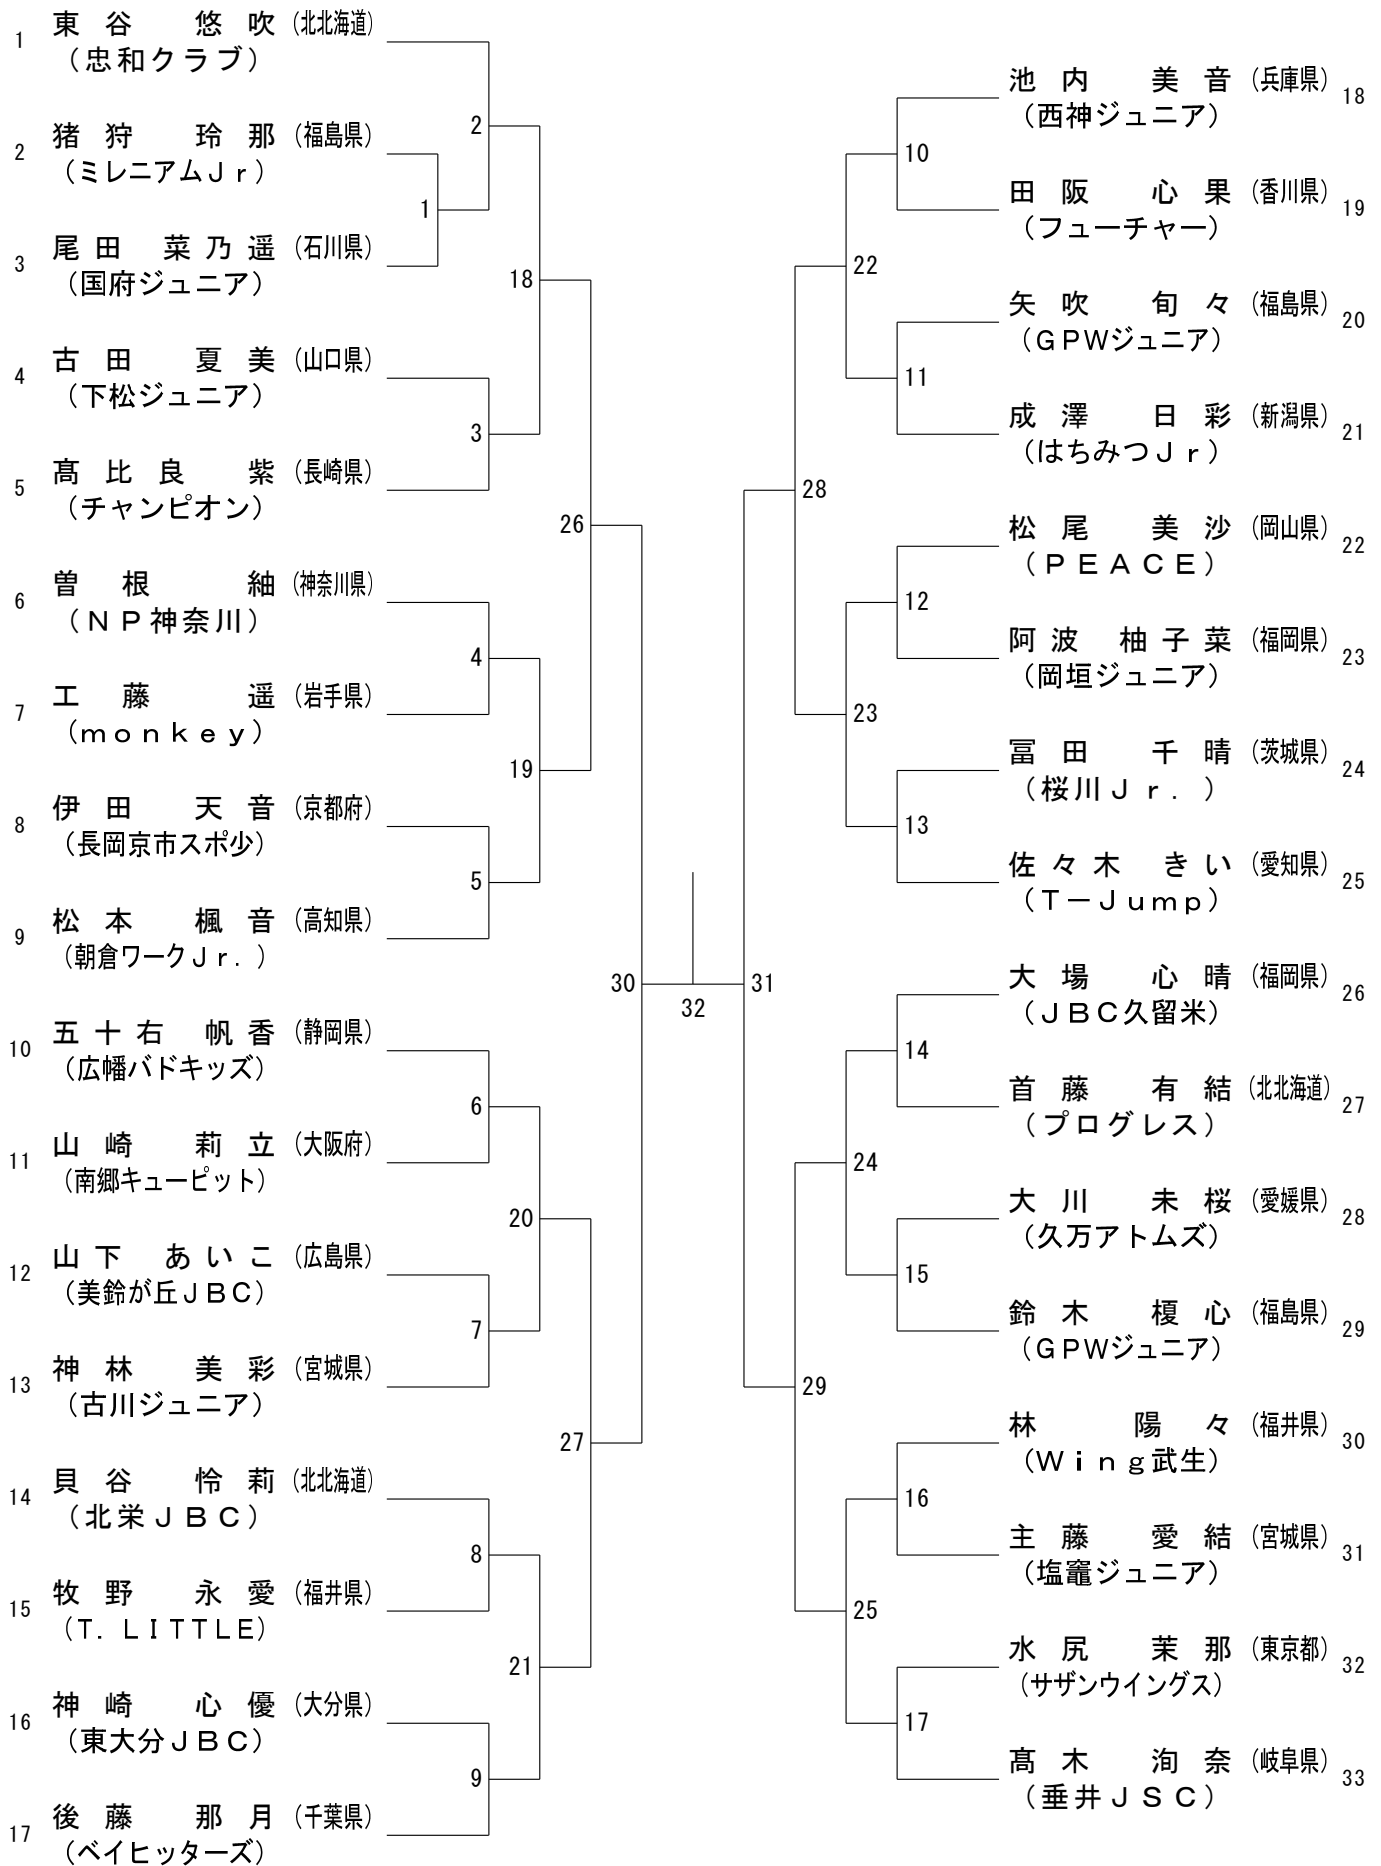 1 東谷 悠吹 (北北海道)
(忠和クラブ)
2 猪狩 玲那 (福島県)
(ミレニアムＪｒ)
3 尾田 菜乃遥 (石川県)
(国府ジュニア)
4 古田 夏美 (山口県)
(下松ジュニア)
5 髙比良 紫 (長崎県)
(チャンピオン)
6 曽根 紬 (神奈川県)
(ＮＰ神奈川)
7 工藤 遥 (岩手県)
(ｍｏｎｋｅｙ)
8 伊田 天音 (京都府)
(長岡京市スポ少)
9 松本 楓音 (高知県)
(朝倉ワークＪｒ.)
10 五十右 帆香 (静岡県)
(広幡バドキッズ)
11 山崎 莉立 (大阪府)
(南郷キューピット)
12 山下 あいこ (広島県)
(美鈴が丘ＪＢＣ)
13 神林 美彩 (宮城県)
(古川ジュニア)
14 貝谷 怜莉 (北北海道)
(北栄ＪＢＣ)
15 牧野 永愛 (福井県)
(Ｔ.ＬＩＴＴＬＥ)
16 神崎 心優 (大分県)
(東大分ＪＢＣ)
17 後藤 那月 (千葉県)
(ベイヒッターズ)
1
2
3
4
5
6
7
8
9
18
19
20
21
26
27
30
32
31
28
29
22
23
24
25
10
11
12
13
14
15
16
17
池内 美音 (兵庫県) 18
(西神ジュニア)
田阪 心果 (香川県) 19
(フューチャー)
矢吹 旬々 (福島県) 20
(ＧＰＷジュニア)
成澤 日彩 (新潟県) 21
(はちみつＪｒ)
松尾 美沙 (岡山県) 22
(ＰＥＡＣＥ)
阿波 柚子菜 (福岡県) 23
(岡垣ジュニア)
冨田 千晴 (茨城県) 24
(桜川Ｊｒ.)
佐々木 きい (愛知県) 25
(Ｔ－Ｊｕｍｐ)
大場 心晴 (福岡県) 26
(ＪＢＣ久留米)
首藤 有結 (北北海道) 27
(プログレス)
大川 未桜 (愛媛県) 28
(久万アトムズ)
鈴木 榎心 (福島県) 29
(ＧＰＷジュニア)
林 陽々 (福井県) 30
(Ｗｉｎｇ武生)
主藤 愛結 (宮城県) 31
(塩竈ジュニア)
水尻 茉那 (東京都) 32
(サザンウイングス)
髙木 洵奈 (岐阜県) 33
(垂井ＪＳＣ)